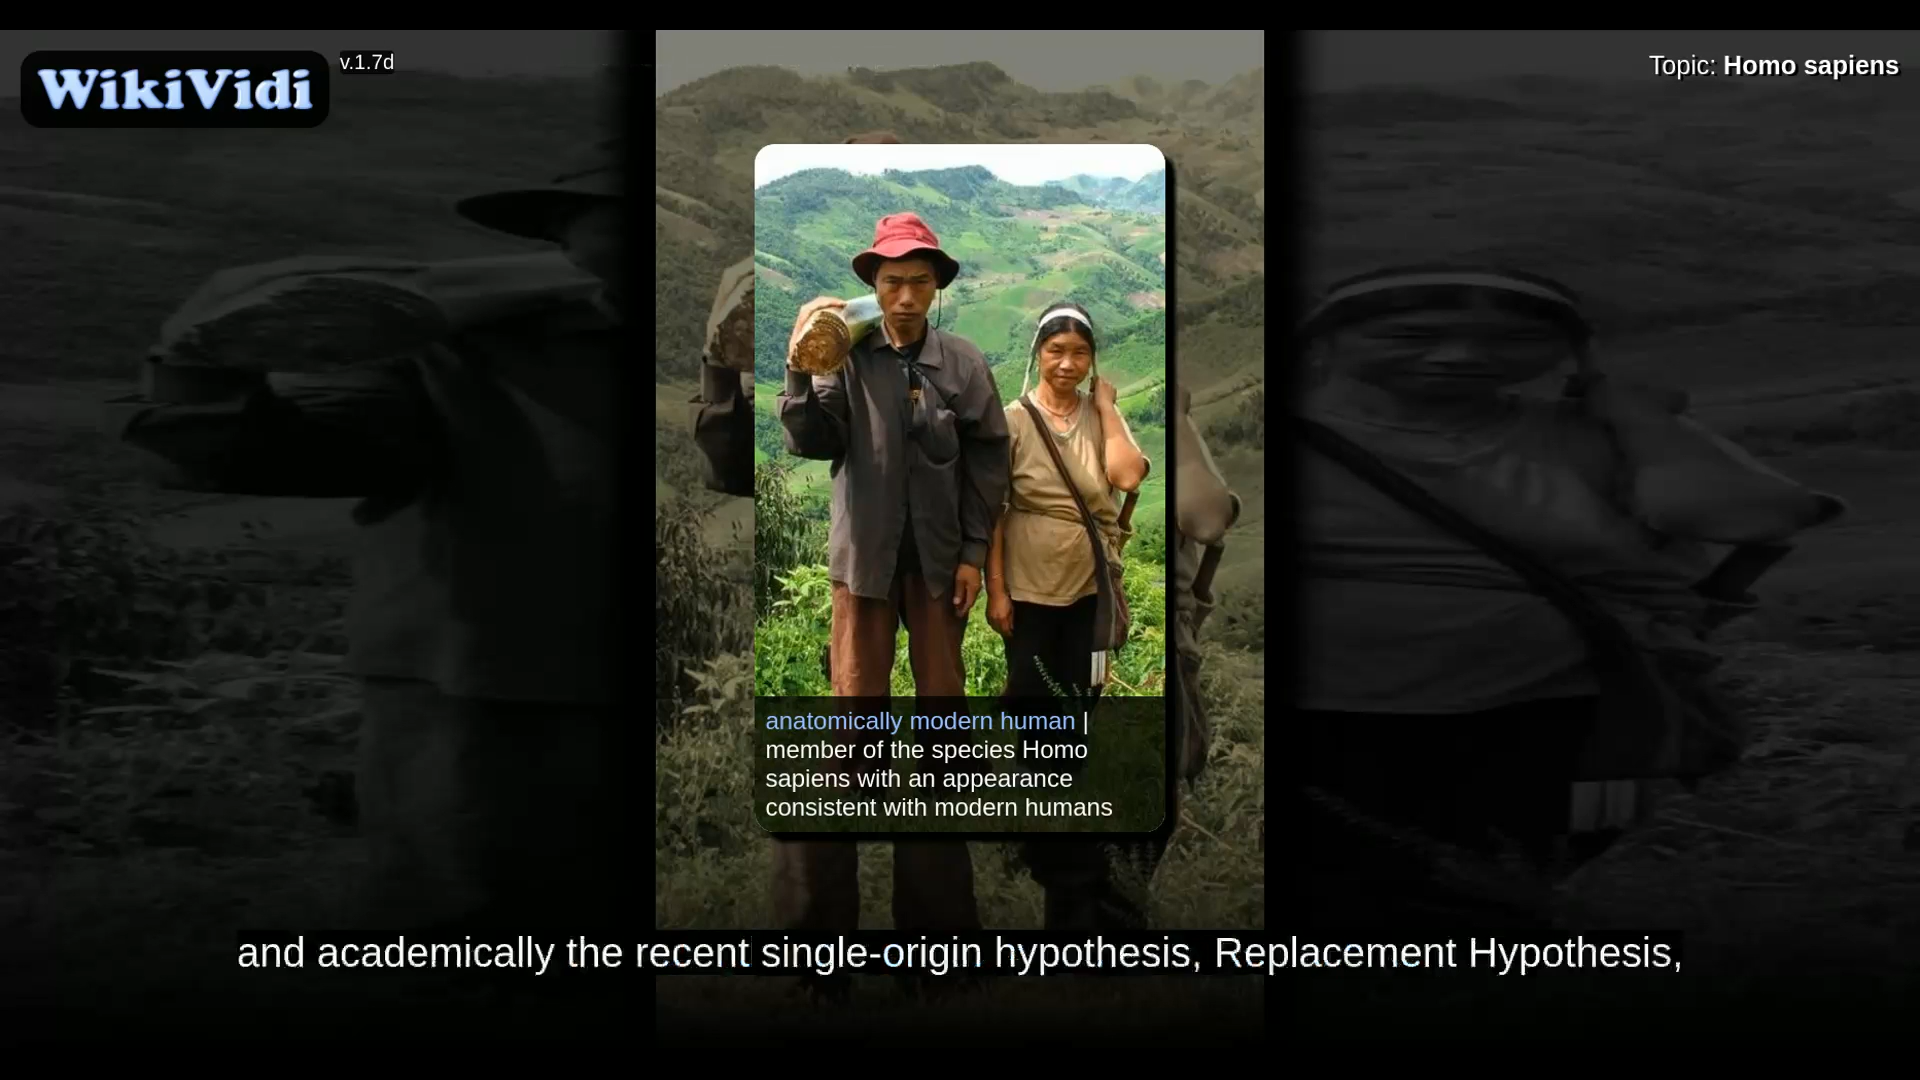 WikiVidi
v.1.7d
Topic: Homo sapiens
anatomically modern human |
member of the species Homo
sapiens with an appearance
consistent with modern humans
and academically the recent single-origin hypothesis, Replacement Hypothesis,